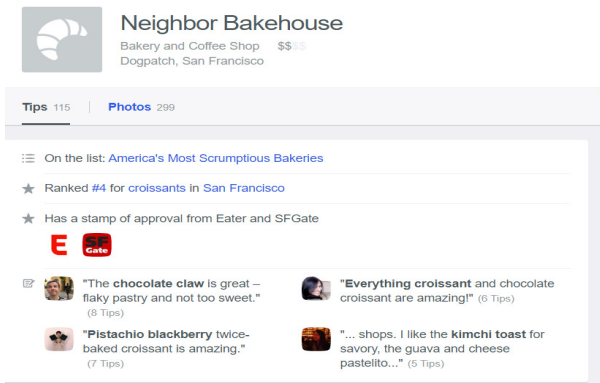 Neighbor Bakehouse
Bakery and Coffee Shop $$$$
Dogpatch, San Francisco
Tips 115
Photos 299
On the list: America's Most Scrumptious Bakeries
Ranked #4 for croissants in San Francisco
Has a stamp of approval from Eater and SFGate
E
SF
Gate
"The chocolate claw is great –
flaky pastry and not too sweet."
(8 Tips)
"Everything croissant and chocolate
croissant are amazing!" (6 Tips)
"Pistachio blackberry twice-
baked croissant is amazing."
(7 Tips)
"... shops. I like the kimchi toast for
savory, the guava and cheese
pastelito..." (5 Tips)